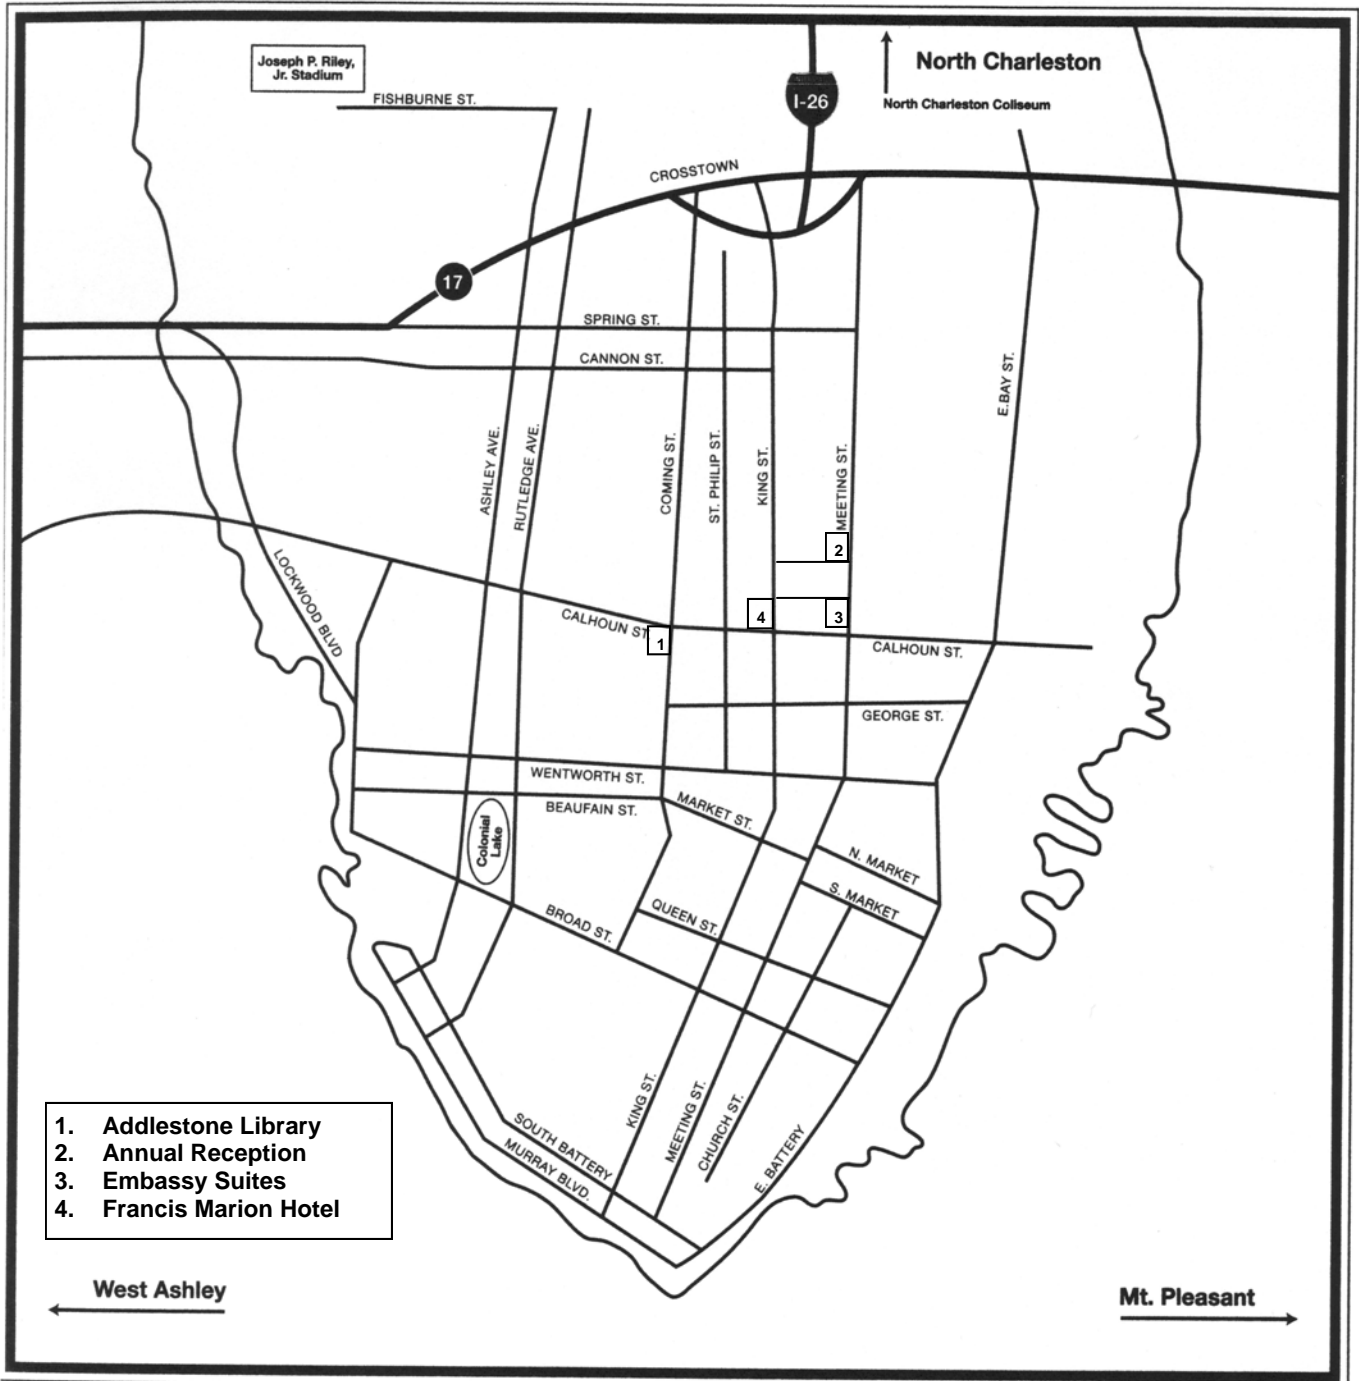 Joseph P. Riley,
Jr. Stadium
FISHBURNE ST.
I-26
North Charleston
North Charleston Coliseum
CROSSTOWN
17
SPRING ST.
CANNON ST.
E.BAY ST.
ASHLEY AVE.
RUTLEDGE AVE.
COMING ST.
ST. PHILIP ST.
KING ST.
MEETING ST.
2
LOCKWOOD BLVD
CALHOUN ST.
1
4
3
CALHOUN ST.
GEORGE ST.
WENTWORTH ST.
BEAUFAIN ST.
MARKET ST.
Colonial
Lake
N. MARKET
S. MARKET
QUEEN ST.
BROAD ST.
KING ST.
MEETING ST.
CHURCH ST.
E. BATTERY
SOUTH BATTERY
MURRAY BLVD.
1. Addlestone Library
2. Annual Reception
3. Embassy Suites
4. Francis Marion Hotel
West Ashley
Mt. Pleasant